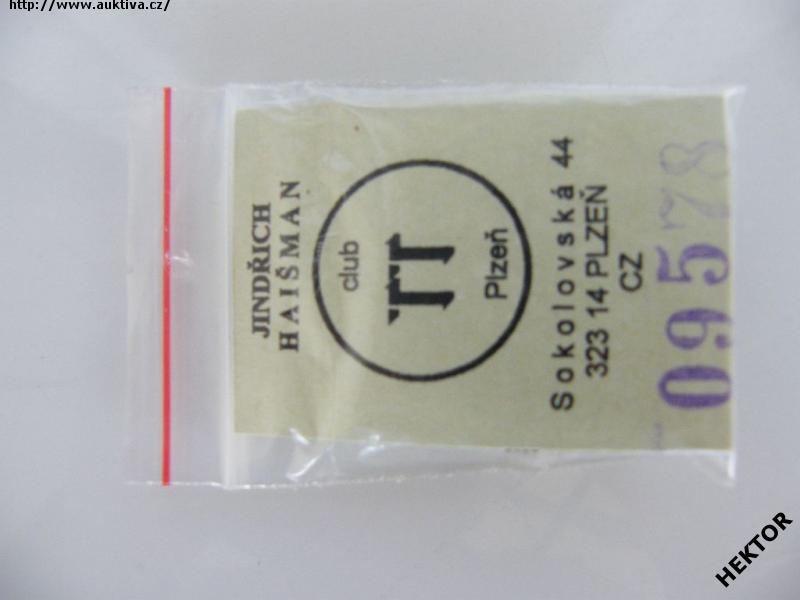 http://www.auktiva.cz/
JINDŘICH
HAIŠMAN
club
TT
Plzeň
Sokolovská 44
323 14 PLZEŇ
CZ
09578
HEKTOR